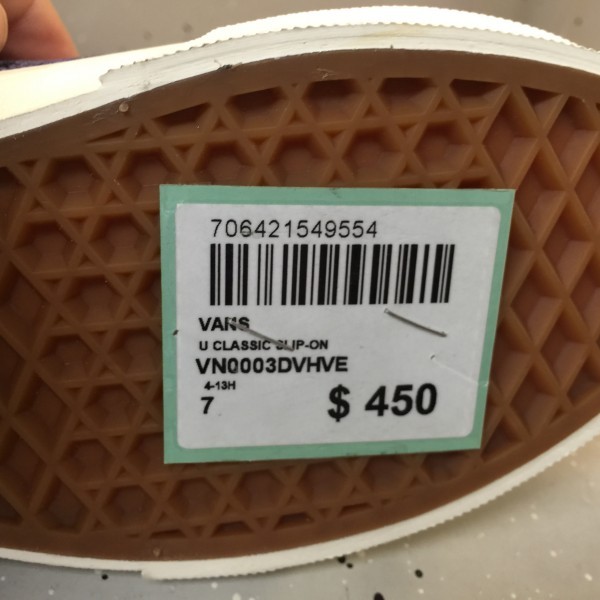 706421549554
VANS
U CLASSIC SLIP-ON
VN0003DVHVE
4-13H
7
$ 450